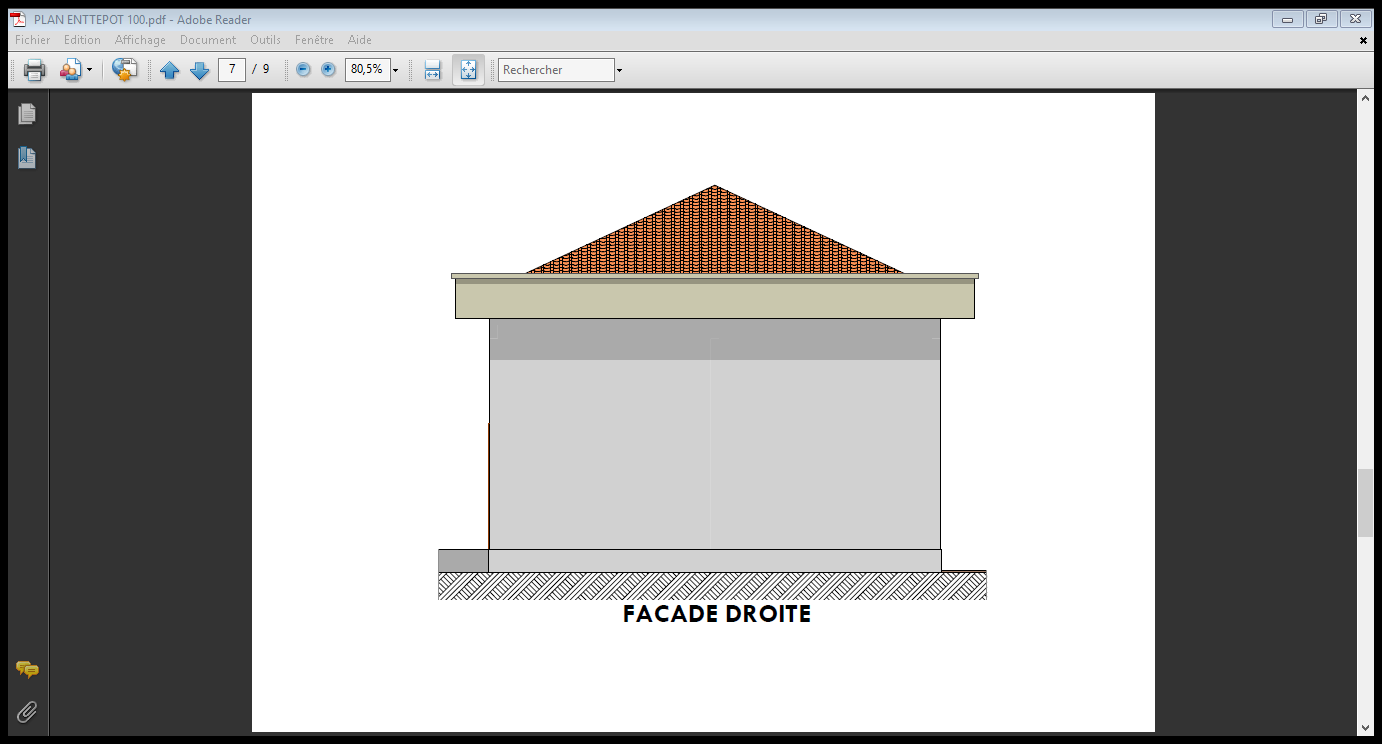 PLAN ENTTEPOT 100.pdf - Adobe Reader
Fichier Edition Affichage Document Outils Fenêtre Aide
7 / 9 80,5% Rechercher
FACADE DROITE